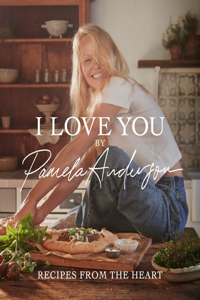 I LOVE YOU
BY
Pamela Anderson
RECIPES FROM THE HEART